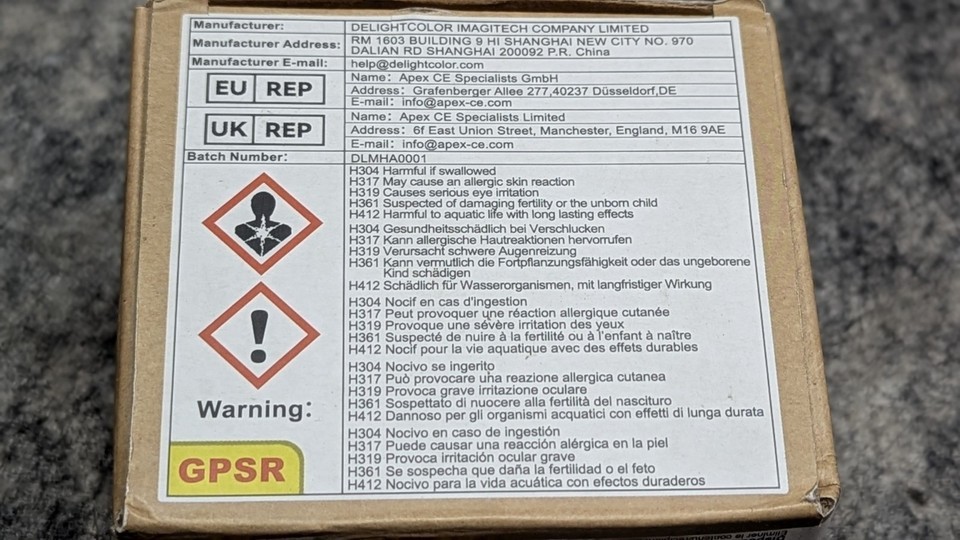 Manufacturer: DELIGHTCOLOR IMAGITECH COMPANY LIMITED
Manufacturer Address: RM 1603 BUILDING 9 HI SHANGHAI NEW CITY NO. 970
DALIAN RD SHANGHAI 200092 P.R. China
Manufacturer E-mail: help@delightcolor.com
EU REP
Name: Apex CE Specialists GmbH
Address: Grafenberger Allee 277,40237 Düsseldorf,DE
E-mail: info@apex-ce.com
UK REP
Name: Apex CE Specialists Limited
Address: 6f East Union Street, Manchester, England, M16 9AE
E-mail: info@apex-ce.com
Batch Number: DLMHA0001
H304 Harmful if swallowed
H317 May cause an allergic skin reaction
H319 Causes serious eye irritation
H361 Suspected of damaging fertility or the unborn child
H412 Harmful to aquatic life with long lasting effects
H304 Gesundheitsschädlich bei Verschlucken
H317 Kann allergische Hautreaktionen hervorrufen
H319 Verursacht schwere Augenreizung
H361 Kann vermutlich die Fortpflanzungsfähigkeit oder das ungeborene
Kind schädigen
H412 Schädlich für Wasserorganismen, mit langfristiger Wirkung
H304 Nocif en cas d'ingestion
H317 Peut provoquer une réaction allergique cutanée
H319 Provoque une sévère irritation des yeux
H361 Suspecté de nuire à la fertilité ou à l'enfant à naître
H412 Nocif pour la vie aquatique avec des effets durables
H304 Nocivo se ingerito
H317 Può provocare una reazione allergica cutanea
H319 Provoca grave irritazione oculare
H361 Sospettato di nuocere alla fertilità del nascituro
H412 Dannoso per gli organismi acquatici con effetti di lunga durata
H304 Nocivo en caso de ingestión
H317 Puede causar una reacción alérgica en la piel
H319 Provoca irritación ocular grave
H361 Se sospecha que daña la fertilidad o el feto
H412 Nocivo para la vida acuática con efectos duraderos
Warning:
GPSR